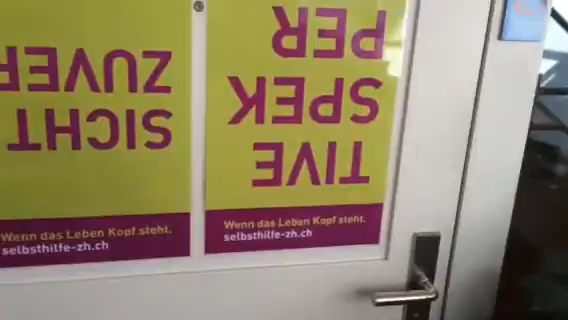 ZUVER
SICHT
Wenn das Leben Kopf steht.
selbsthilfe-zh.ch
PER
SPEK
TIVE
Wenn das Leben Kopf steht.
selbsthilfe-zh.ch